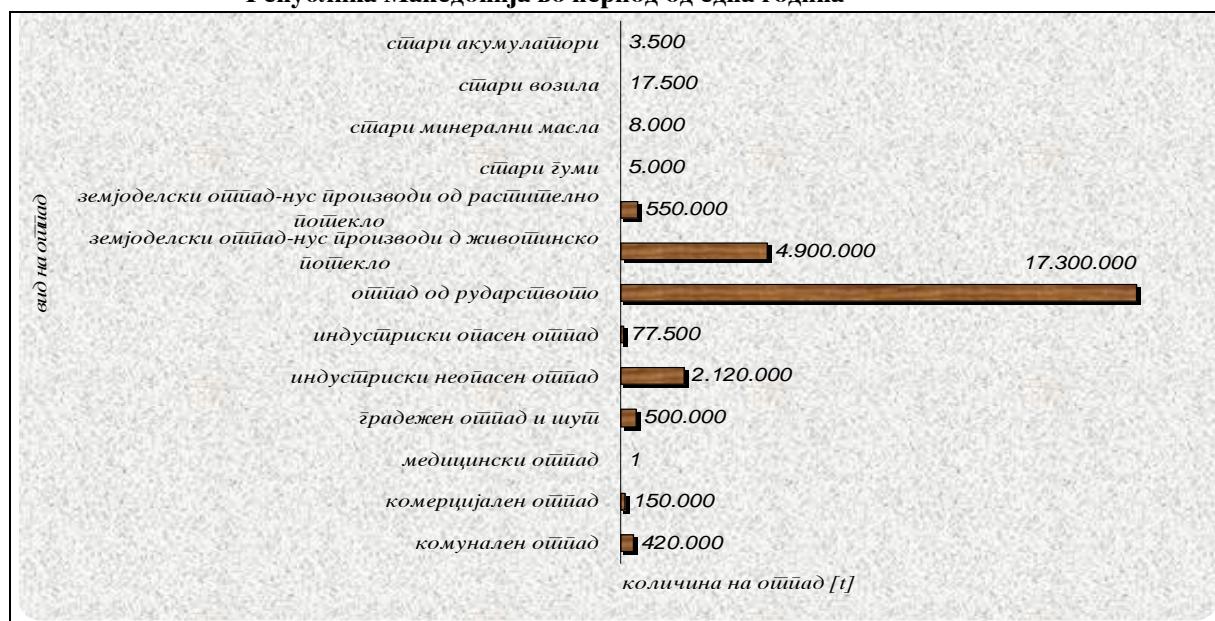 Република Македонија во период од една година
стари акумулатори 3.500
стари возила 17.500
стари минерални масла 8.000
стари гуми 5.000
земјоделски отпад-нус производи од растително
потекло 550.000
земјоделски отпад-нус производи д животинско
потекло 4.900.000
отпад од рударството 17.300.000
индустриски опасен отпад 77.500
индустриски неопасен отпад 2.120.000
градежен отпад и шут 500.000
медицински отпад 1
комерцијален отпад 150.000
комунален отпад 420.000
вид на отпад
количина на отпад [t]